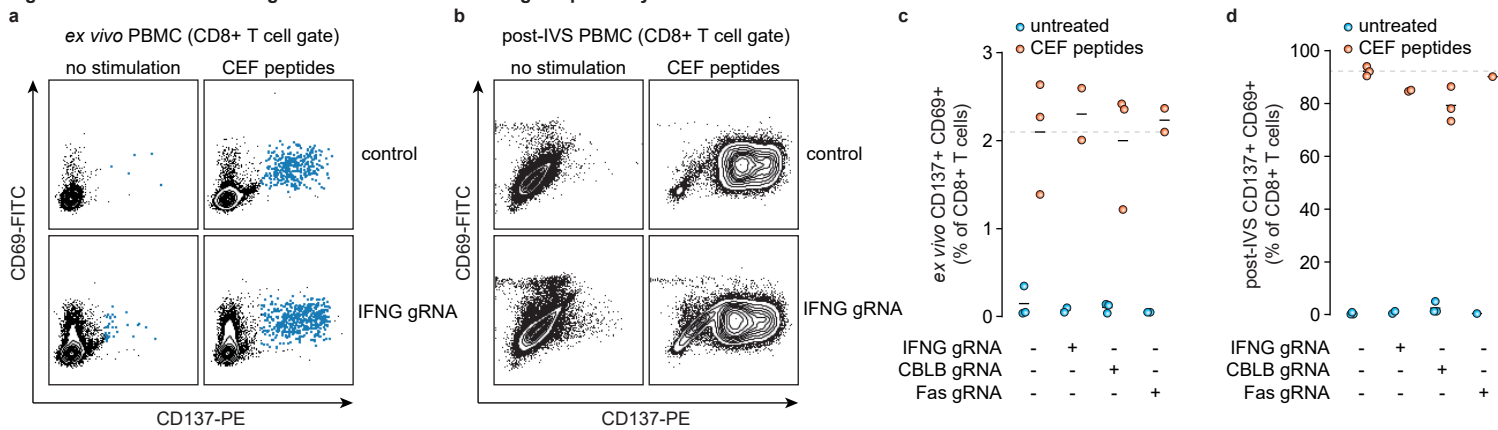 a
ex vivo PBMC (CD8+ T cell gate)
no stimulation
CEF peptides
control
IFNG gRNA
CD69-FITC
CD137-PE
b
post-IVS PBMC (CD8+ T cell gate)
no stimulation
CEF peptides
control
IFNG gRNA
CD69-FITC
CD137-PE
c
untreated
CEF peptides
ex vivo CD137+ CD69+
(% of CD8+ T cells)
3
2
1
0
IFNG gRNA - + - -
CBLB gRNA - - + -
Fas gRNA - - - +
d
untreated
CEF peptides
post-IVS CD137+ CD69+
(% of CD8+ T cells)
100
80
60
40
20
0
IFNG gRNA - + - -
CBLB gRNA - - + -
Fas gRNA - - - +